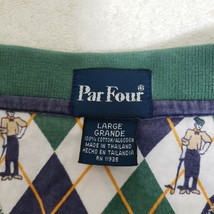 Par Four®
LARGE
GRANDE
100% COTTON/ALGODON
MADE IN THAILAND
HECHO EN TAILANDIA
RN 11936